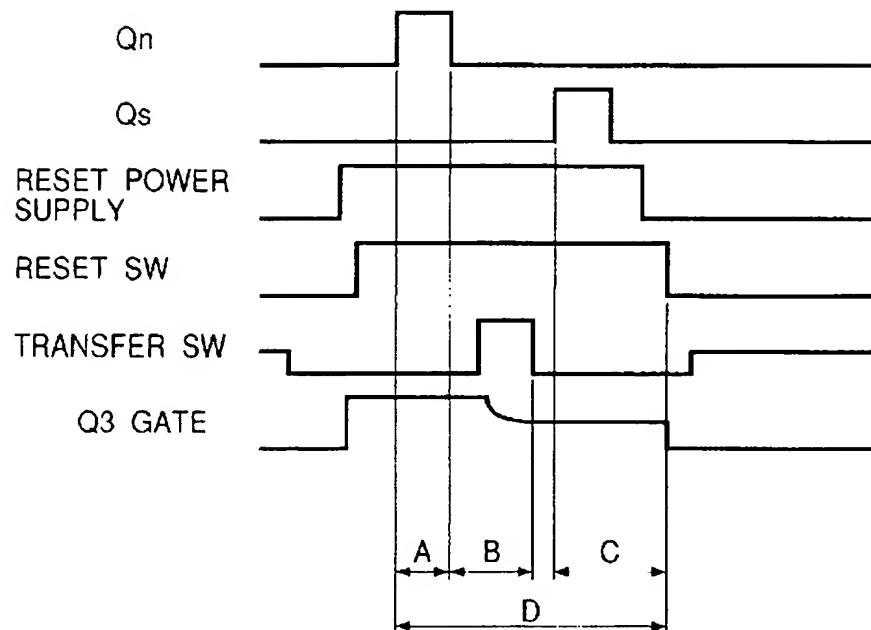 Qn
Qs
RESET POWER
SUPPLY
RESET SW
TRANSFER SW
Q3 GATE
A B C
D